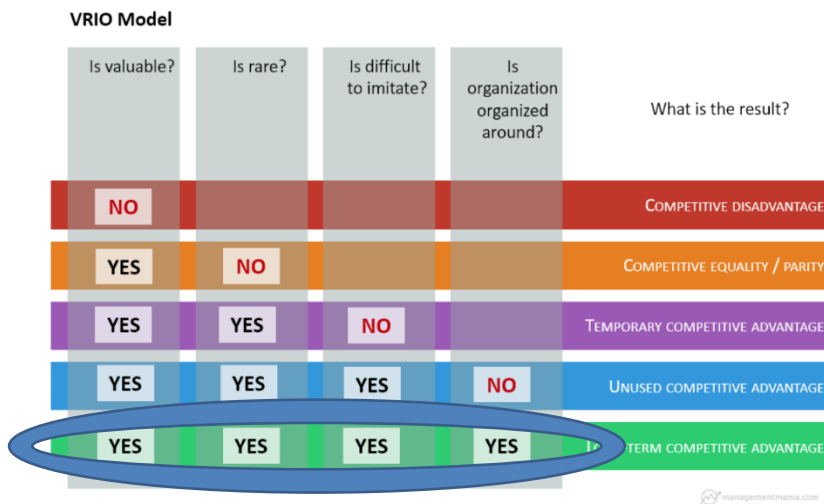 VRIO Model
Is valuable?
Is rare?
Is difficult
to imitate?
Is
organization
organized
around?
What is the result?
NO
COMPETITIVE DISADVANTAGE
YES
NO
COMPETITIVE EQUALITY / PARITY
YES
YES
NO
TEMPORARY COMPETITIVE ADVANTAGE
YES
YES
YES
NO
UNUSED COMPETITIVE ADVANTAGE
YES
YES
YES
YES
TERM COMPETITIVE ADVANTAGE
managementmania.com